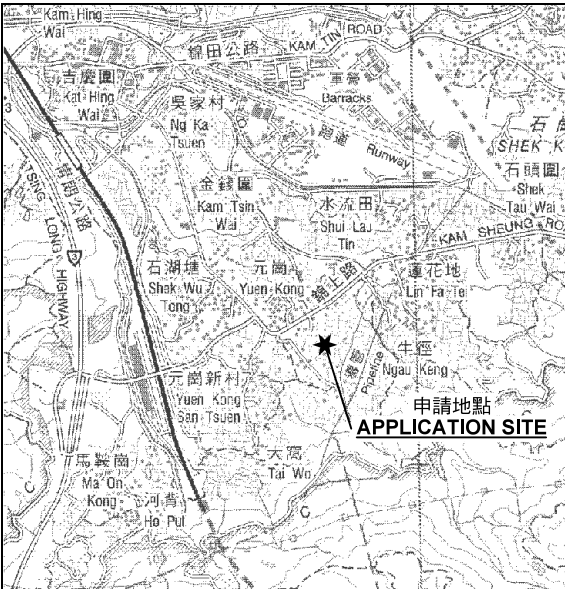 Kam Hing
Wai
錦田公路
KAM TIN ROAD
吉慶圍
Kat Hing
Wai
吳家村
Ng Ka
Tsuen
軍營
Barracks
跑道
Runway
石崗
SHEK K
石頭圍
Shek
Tau Wai
3
青朗公路
TSING LONG HIGHWAY
金錢圍
Kam Tsin
Wai
水流田
Shui Lau
Tin
KAM SHEUNG RO
石湖塘
Shek Wu
Tong
元崗
Yuen Kong
錦上路
蓮花地
Lin Fa Te
牛徑
Ngau Keng
Pipeline
元崗新村
Yuen Kong
San Tsuen
申請地點
APPLICATION SITE
大窩
Tai Wo
馬鞍崗
Ma On
Kong
河背
Ho Pui
C
C